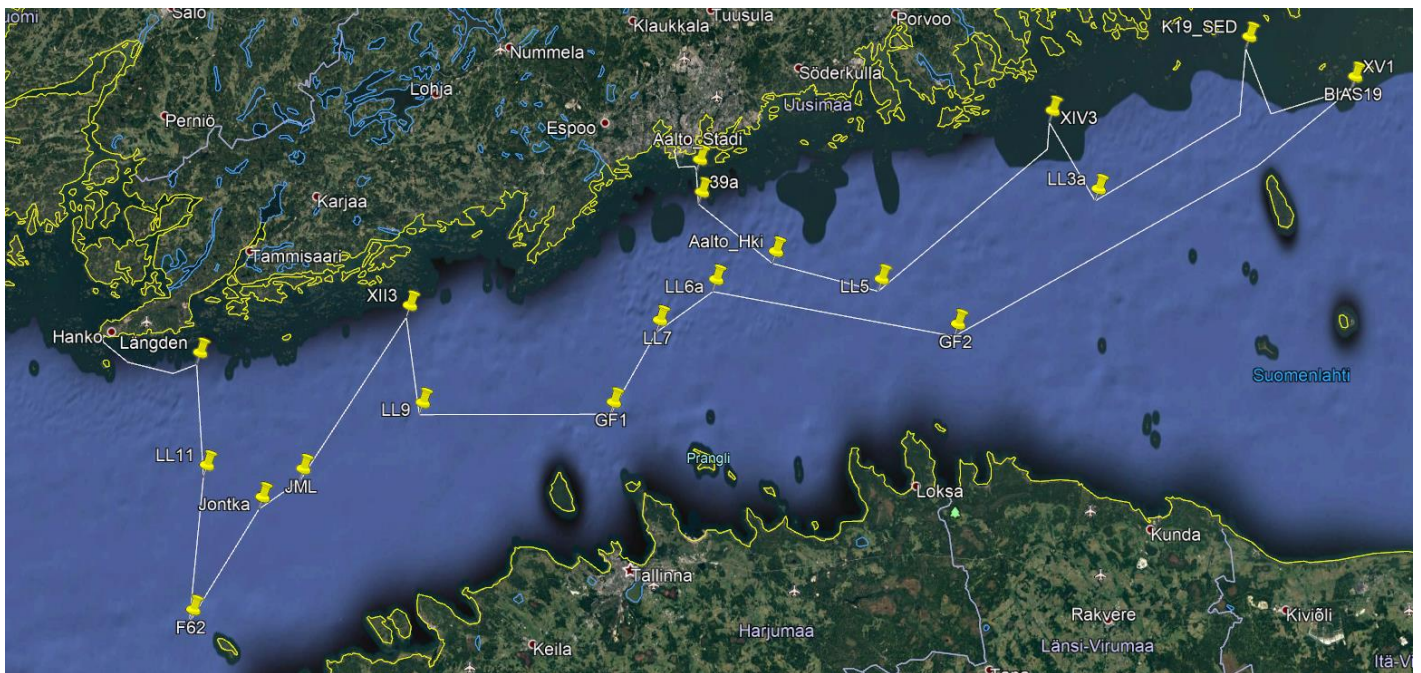 uomi
Salo
Klaukkala
Tuusula
Porvoo
K19_SED
Nummela
Söderkulla
XV1
Lohja
Uusimaa
BIAS19
Perniö
Espoo
XIV3
Aalto_Stadi
39a
LL3a
Karjaa
Tammisaari
Aalto_Hki
LL6a
LL5
XII3
Hanko
Längden
LL7
GF2
Suomenlahti
LL9
GF1
LL11
Prangli
JML
Jontka
Loksa
Kunda
Tallinna
F62
Keila
Harjumaa
Rakvere
Kiviõli
Länsi-Virumaa
Itä-Vi